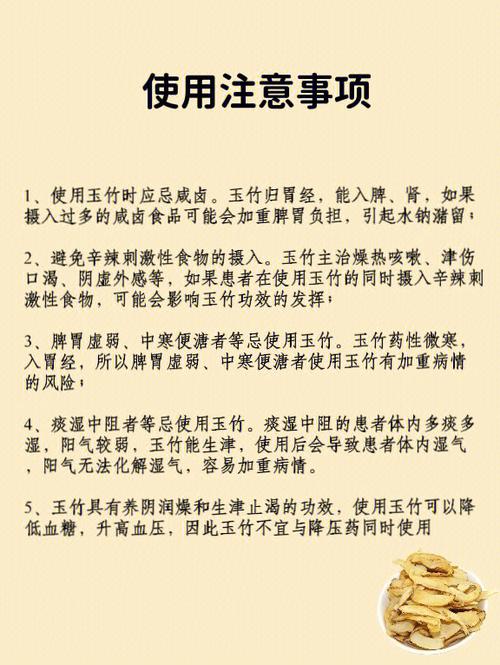 使用注意事项
1、使用玉竹时应忌咸卤。玉竹归胃经，能入脾、肾，如果
摄入过多的咸卤食品可能会加重脾胃负担，引起水钠潴留；
2、避免辛辣刺激性食物的摄入。玉竹主治燥热咳嗽、津伤
口渴、阴虚外感等，如果患者在使用玉竹的同时摄入辛辣刺
激性食物，可能会影响玉竹功效的发挥；
3、脾胃虚弱、中寒便溏者等忌使用玉竹。玉竹药性微寒，
入胃经，所以脾胃虚弱、中寒便溏者使用玉竹有加重病情
的风险；
4、痰湿中阻者等忌使用玉竹。痰湿中阻的患者体内多痰多
湿，阳气较弱，玉竹能生津，使用后会导致患者体内湿气
，阳气无法化解湿气，容易加重病情。
5、玉竹具有养阴润燥和生津止渴的功效，使用玉竹可以降
低血糖，升高血压，因此玉竹不宜与降压药同时使用